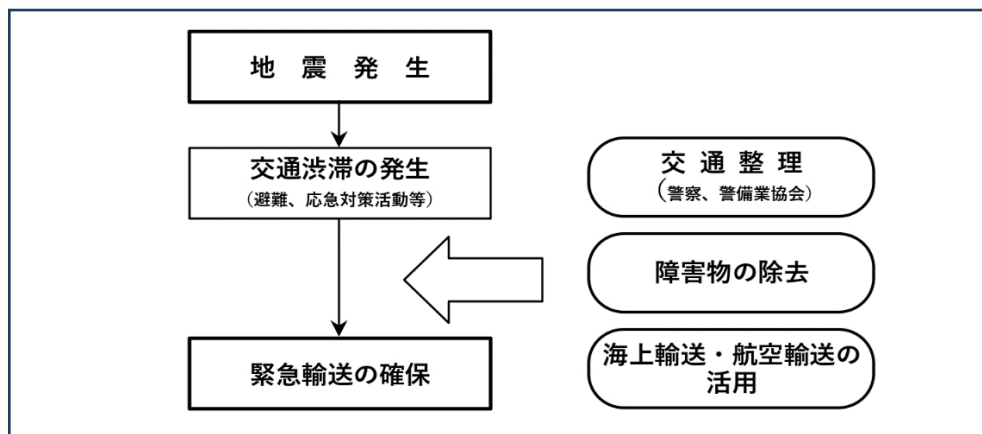 地　震　発　生
交通渋滞の発生
（避難、応急対策活動等）
緊急輸送の確保
交　通　整　理
（警察、警備業協会）
障害物の除去
海上輸送・航空輸送の
活用